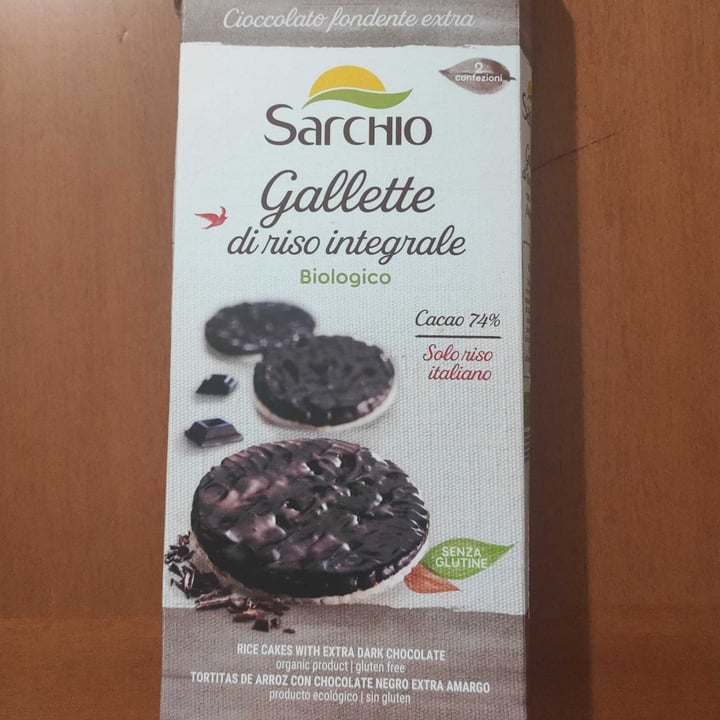 Cioccolato fondente extra
2
confezioni
Sarchio
Gallette
di riso integrale
Biologico
Cacao 74%
Solo riso
italiano
SENZA
GLUTINE
RICE CAKES WITH EXTRA DARK CHOCOLATE
organic product | gluten free
TORTITAS DE ARROZ CON CHOCOLATE NEGRO EXTRA AMARGO
producto ecológico | sin gluten